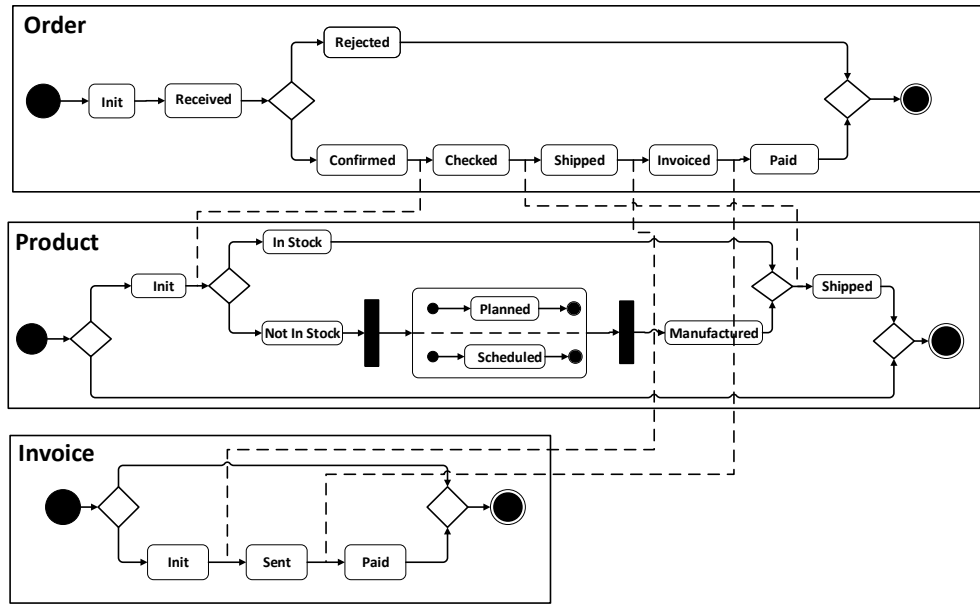 Order
Rejected
Init
Received
Confirmed
Checked
Shipped
Invoiced
Paid
Product
In Stock
Init
Shipped
Planned
Not In Stock
Manufactured
Scheduled
Invoice
Init
Sent
Paid